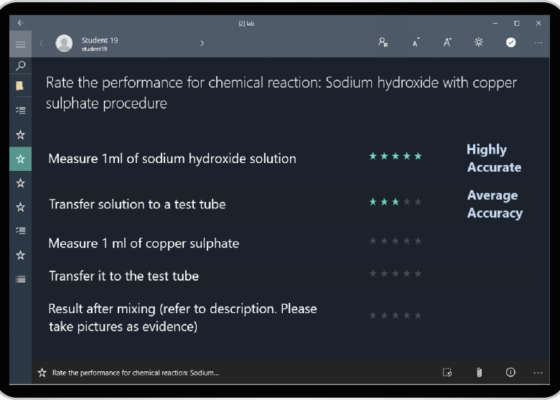 [2] lab
Student 19
student19
Rate the performance for chemical reaction: Sodium hydroxide with copper
sulphate procedure
Measure 1ml of sodium hydroxide solution
Highly
Accurate
Transfer solution to a test tube
Average
Accuracy
Measure 1 ml of copper sulphate
Transfer it to the test tube
Result after mixing (refer to description. Please
take pictures as evidence)
Rate the performance for chemical reaction: Sodium...